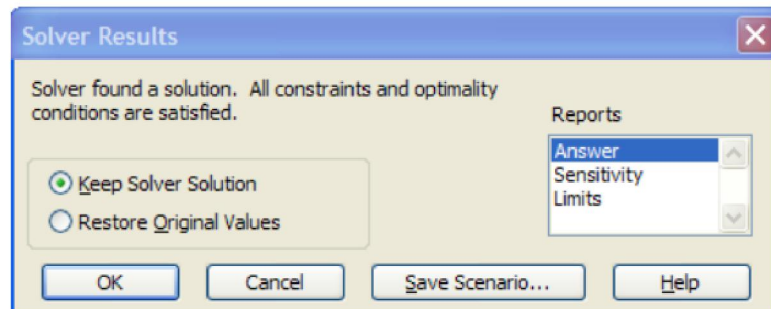 Solver Results
Solver found a solution. All constraints and optimality
conditions are satisfied.
Reports
Answer
Sensitivity
Limits
Keep Solver Solution
Restore Original Values
OK
Cancel
Save Scenario...
Help